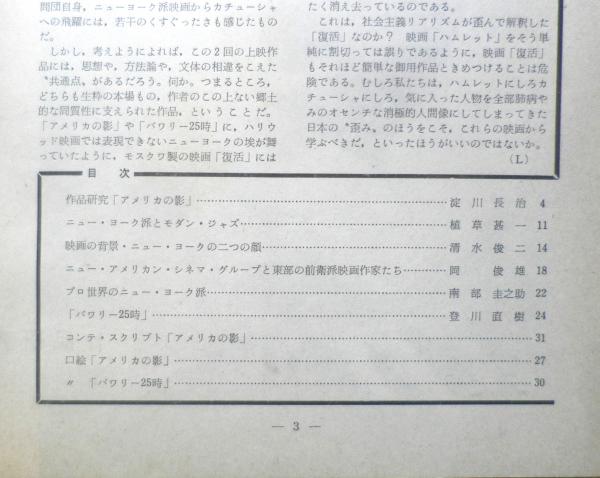 間団自身，ニューヨーク派映画からカチューシャ
への飛躍には，若干のくすぐったさも感じたもの
だ。
しかし，考えようによれば，この2回の上映作
品には，思想や，方法論や，文体の相違をこえた
〝共通点〟があるだろう。何か。つまるところ，
どちらも生粋の本場もの，作者のこの上ない郷土
的な同質性に支えられた作品，ということだ。
「アメリカの影」や「バワリー25時」に，ハリウ
ッド映画では表現できないニューヨークの埃が舞
っていたように，モスクワ製の映画「復活」には
たく消え去っているのである。
これは，社会主義リアリズムが歪んで解釈した
「復活」なのか？ 映画「ハムレット」をそう単
純に割切っては誤りであるように，映画「復活」
もそれほど簡単な御用作品ときめつけることは危
険である。むしろ私たちは，ハムレットにしろカ
チューシャにしろ，気に入った人物を全部肺病や
みのオセンチな消極的人間像にしてしまってきた
日本の〝歪み〟のほうをこそ，これらの映画から
学ぶべきだ，といったほうがいいのではないか。
（L）
目 次
作品研究「アメリカの影」……淀川長治 4
ニュー・ヨーク派とモダン・ジャズ……植草甚一 11
映画の背景・ニュー・ヨークの二つの顔……清水俊二 14
ニュー・アメリカン・シネマ・グループと東部の前衛派映画作家たち……岡 俊雄 18
プロ世界のニュー・ヨーク派……南部圭之助 22
「バワリー25時」……登川直樹 24
コンテ・スクリプト「アメリカの影」……31
口絵「アメリカの影」……27
〃 「バワリー25時」……30
— 3 —